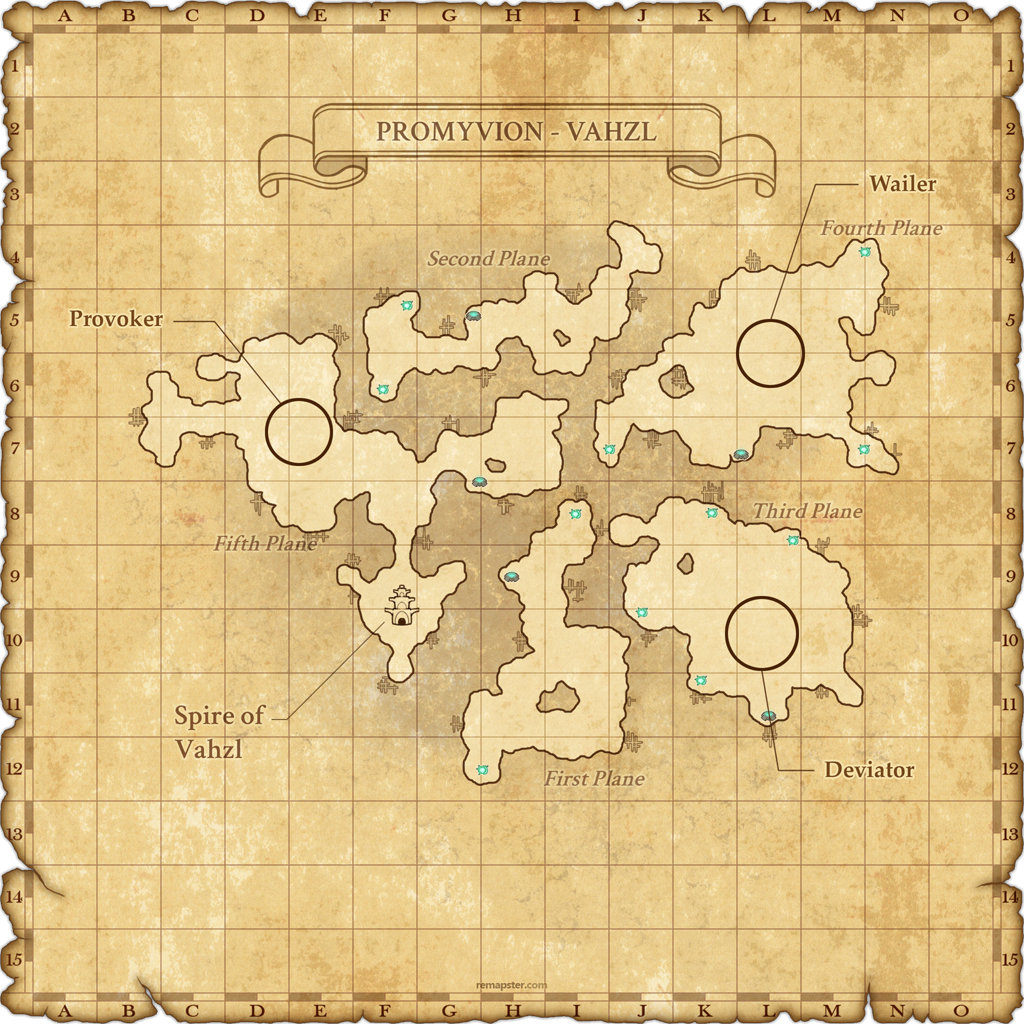 A B C D E F G H I J K L M N O
1 1
2 PROMYVION - VAHZL 2
3 Wailer 3
Fourth Plane
4 Second Plane 4
5 Provoker 5
6 6
7 7
8 Third Plane 8
Fifth Plane
9 9
10 10
11 Spire of 11
Vahzl
12 Deviator 12
First Plane
13 13
14 14
15 15
remapster.com
A B C D E F G H I J K L M N O